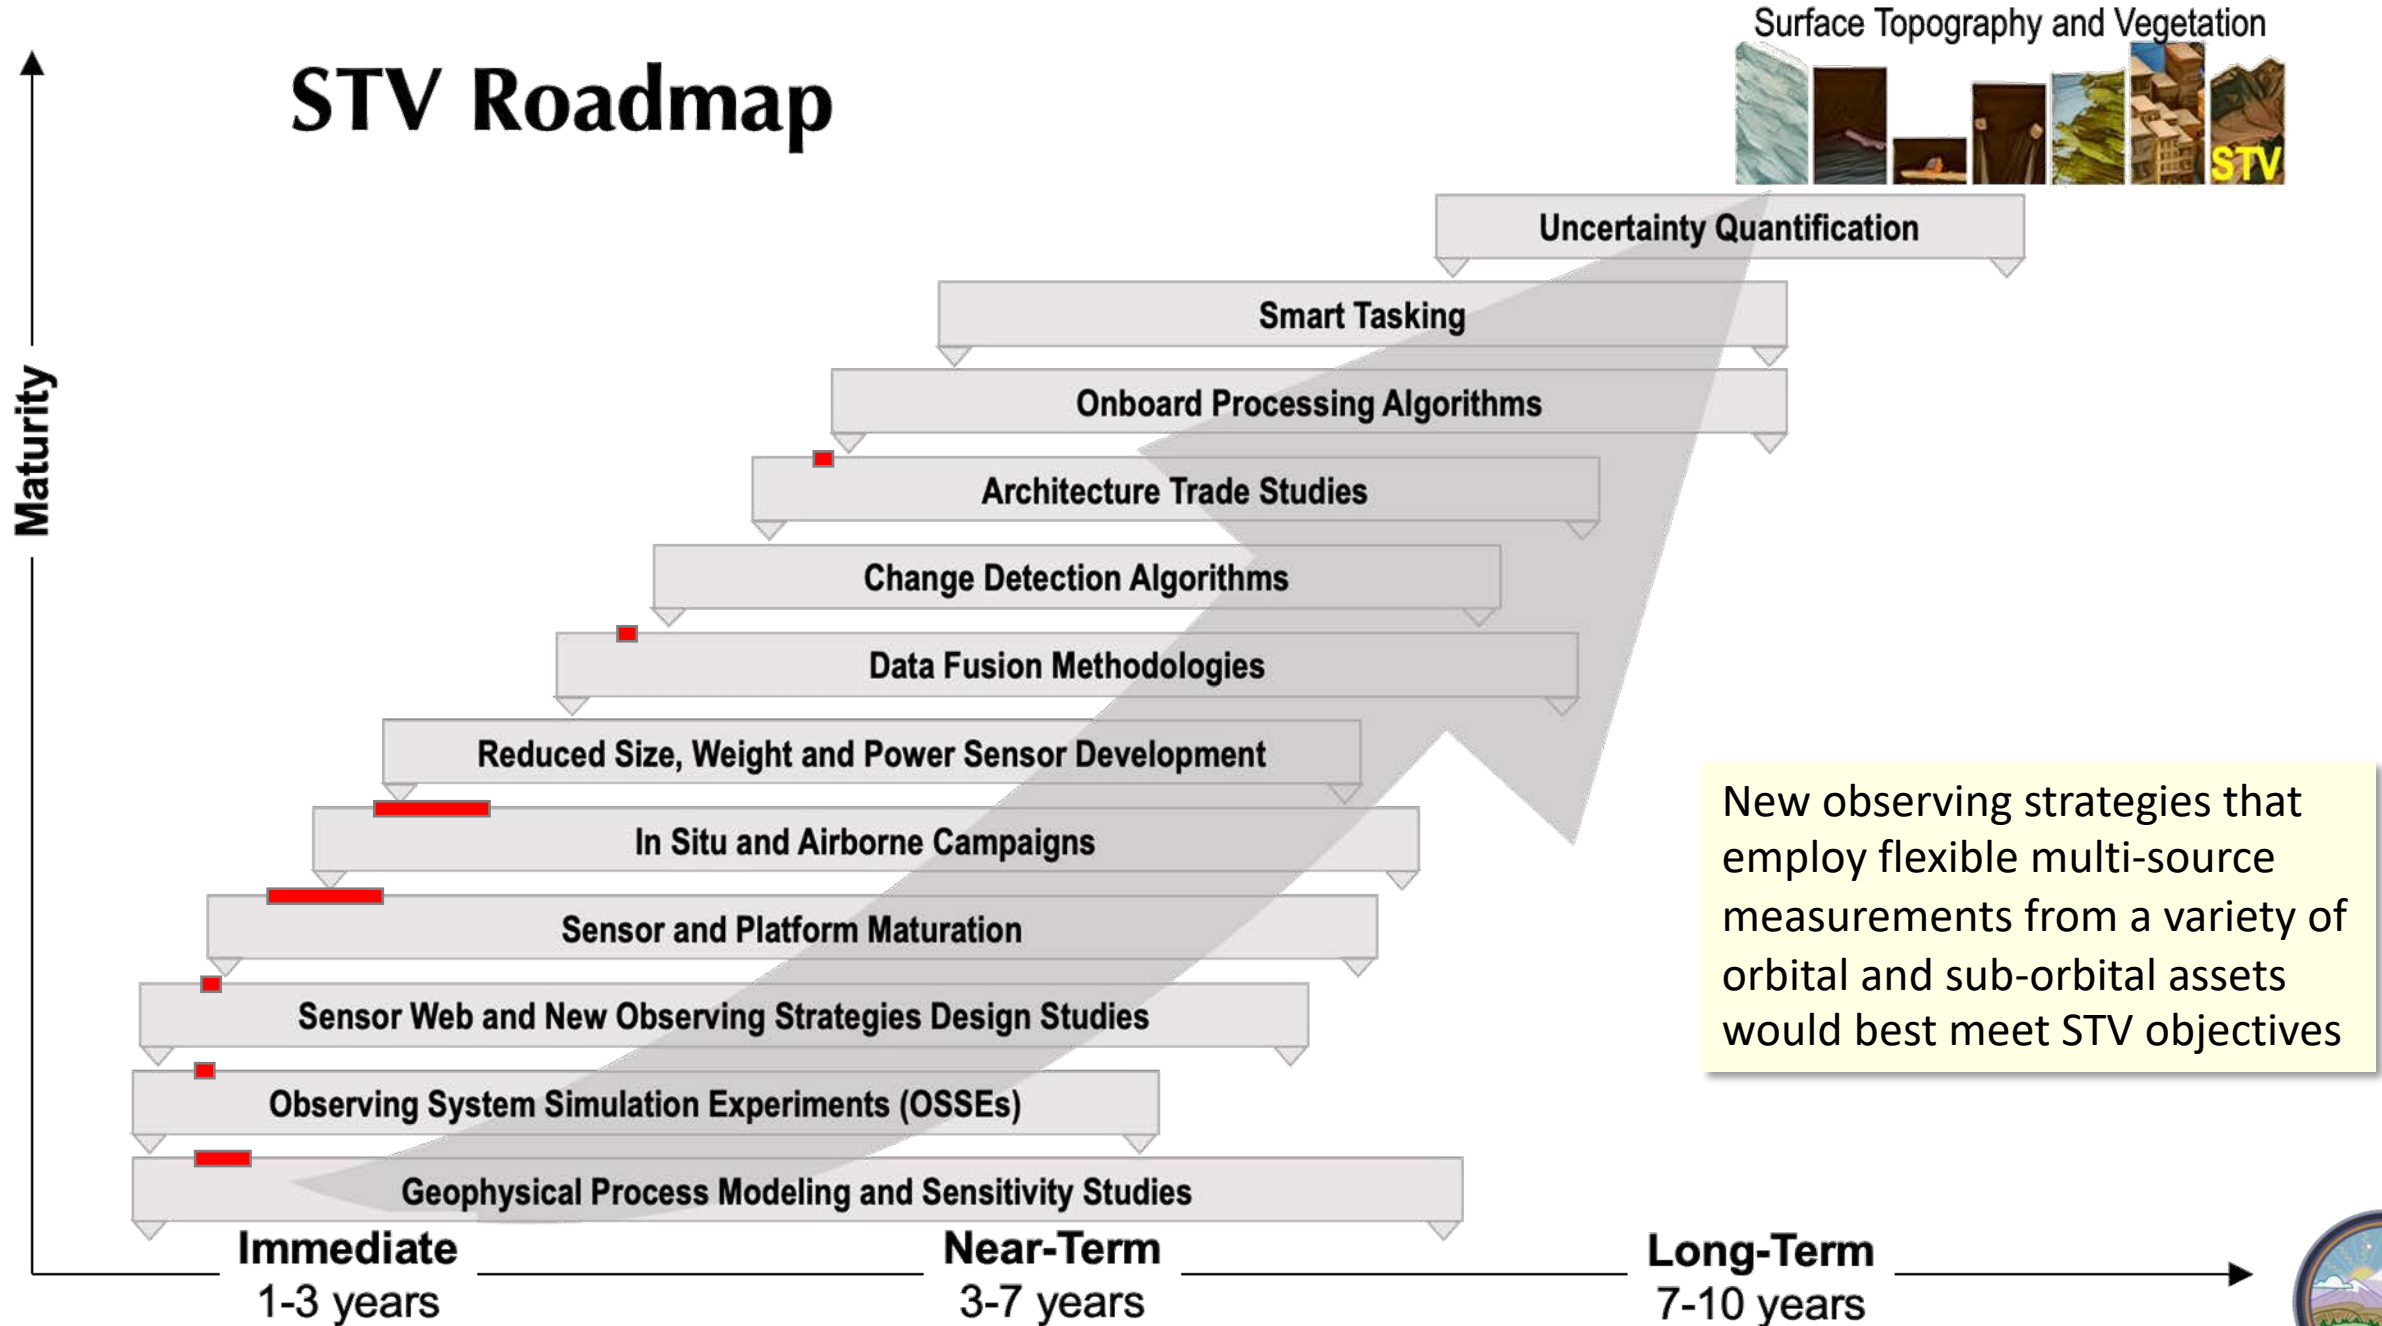 Surface Topography and Vegetation
STV Roadmap
STV
Uncertainty Quantification
Smart Tasking
Onboard Processing Algorithms
Architecture Trade Studies
Change Detection Algorithms
Data Fusion Methodologies
Reduced Size, Weight and Power Sensor Development
In Situ and Airborne Campaigns
Sensor and Platform Maturation
Sensor Web and New Observing Strategies Design Studies
Observing System Simulation Experiments (OSSEs)
Geophysical Process Modeling and Sensitivity Studies
Maturity
New observing strategies that
employ flexible multi-source
measurements from a variety of
orbital and sub-orbital assets
would best meet STV objectives
Immediate
1-3 years
Near-Term
3-7 years
Long-Term
7-10 years